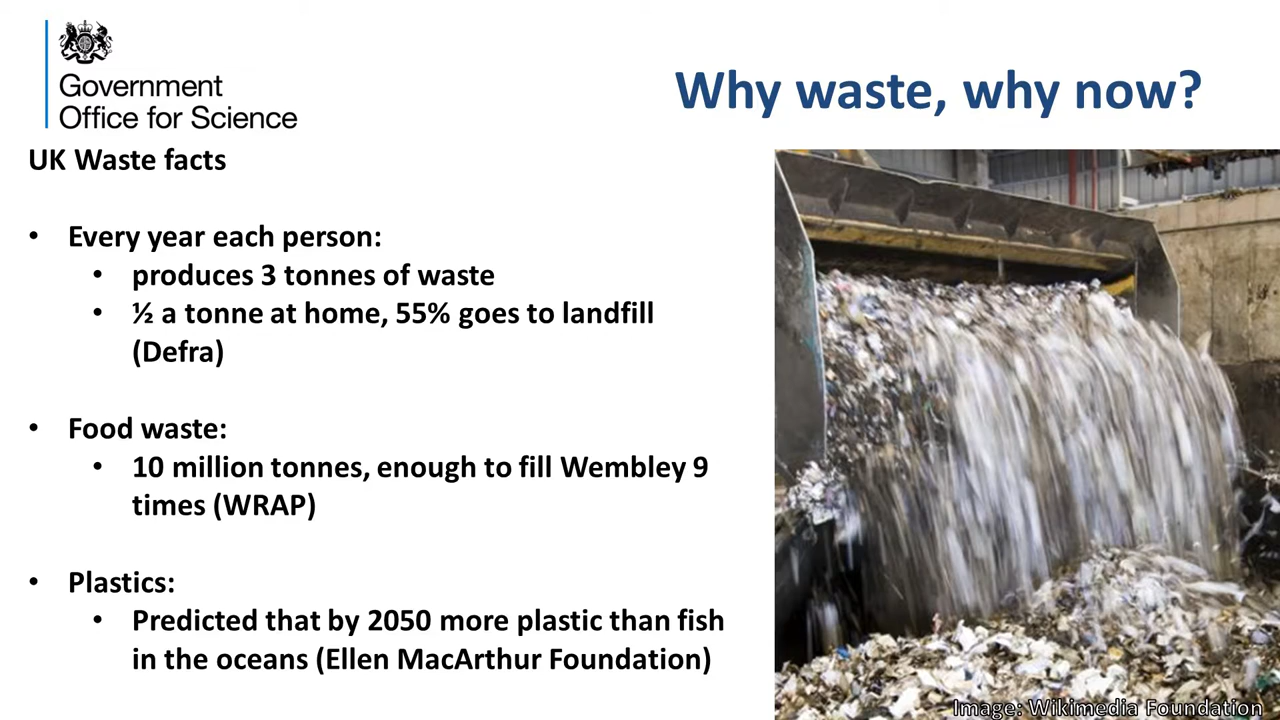 Government
Office for Science
Why waste, why now?
UK Waste facts
• Every year each person:
• produces 3 tonnes of waste
• ½ a tonne at home, 55% goes to landfill
(Defra)
• Food waste:
• 10 million tonnes, enough to fill Wembley 9
times (WRAP)
• Plastics:
• Predicted that by 2050 more plastic than fish
in the oceans (Ellen MacArthur Foundation)
Image: Wikimedia Foundation